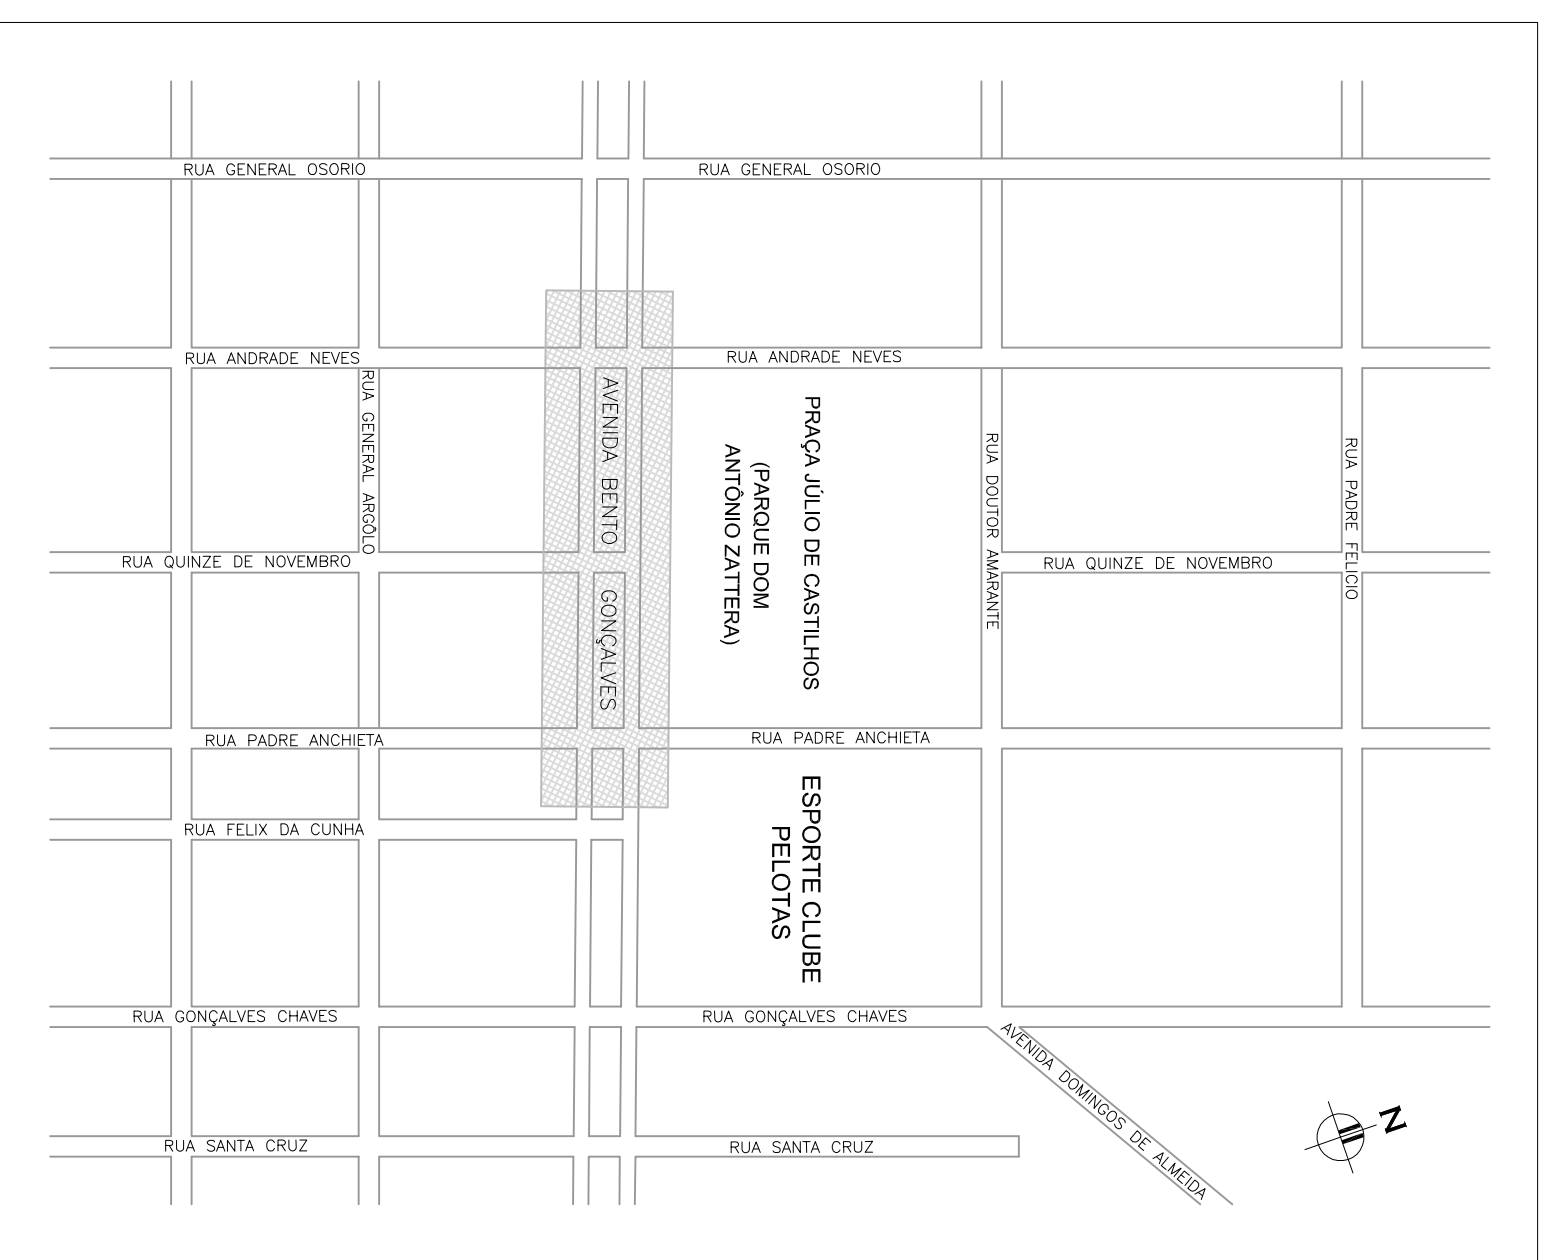 RUA GENERAL OSORIO
RUA GENERAL OSORIO
RUA ANDRADE NEVES
RUA ANDRADE NEVES
RUA GENERAL ARGÔLO
AVENIDA BENTO
GONÇALVES
PRAÇA JÚLIO DE CASTILHOS
(PARQUE DOM
ANTÔNIO ZATTERA)
RUA DOUTOR AMARANTE
RUA PADRE FELICIO
RUA QUINZE DE NOVEMBRO
RUA QUINZE DE NOVEMBRO
RUA PADRE ANCHIETA
RUA PADRE ANCHIETA
ESPORTE CLUBE
PELOTAS
RUA FELIX DA CUNHA
RUA GONÇALVES CHAVES
RUA GONÇALVES CHAVES
AVENIDA DOMINGOS DE ALMEIDA
RUA SANTA CRUZ
RUA SANTA CRUZ
N